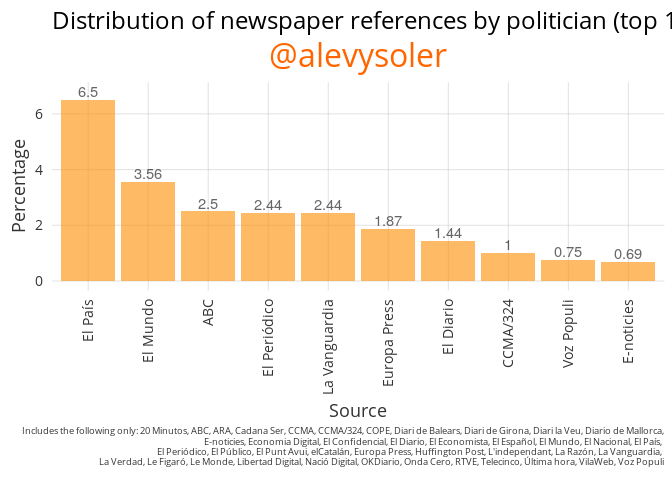 Distribution of newspaper references by politician (top 1
@alevysoler
Percentage
6
4
2
0
6.5
3.56
2.5
2.44
2.44
1.87
1.44
1
0.75
0.69
El País
El Mundo
ABC
El Periódico
La Vanguardia
Europa Press
El Diario
CCMA/324
Voz Populi
E-noticies
Source
Includes the following only: 20 Minutos, ABC, ARA, Cadana Ser, CCMA, CCMA/324, COPE, Diari de Balears, Diari de Girona, Diari la Veu, Diario de Mallorca,
E-noticies, Economia Digital, El Confidencial, El Diario, El Economista, El Español, El Mundo, El Nacional, El País,
El Periódico, El Público, El Punt Avui, elCatalán, Europa Press, Huffington Post, L'independant, La Razón, La Vanguardia,
La Verdad, Le Figaró, Le Monde, Libertad Digital, Nació Digital, OKDiario, Onda Cero, RTVE, Telecinco, Última hora, VilaWeb, Voz Populi